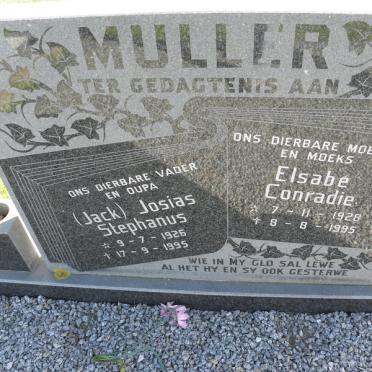 MULLER
TER GEDAGTENIS AAN
ONS DIERBARE VADER
EN OUPA
(Jack) Josias
Stephanus
* 9-7-1926
✝ 17-9-1995
ONS DIERBARE MOE
EN MOEKS
Elsabé
Conradie
* 7-11-1928
✝ 8-8-1995
WIE IN MY GLO SAL LEWE
AL HET HY EN SY OOK GESTERWE